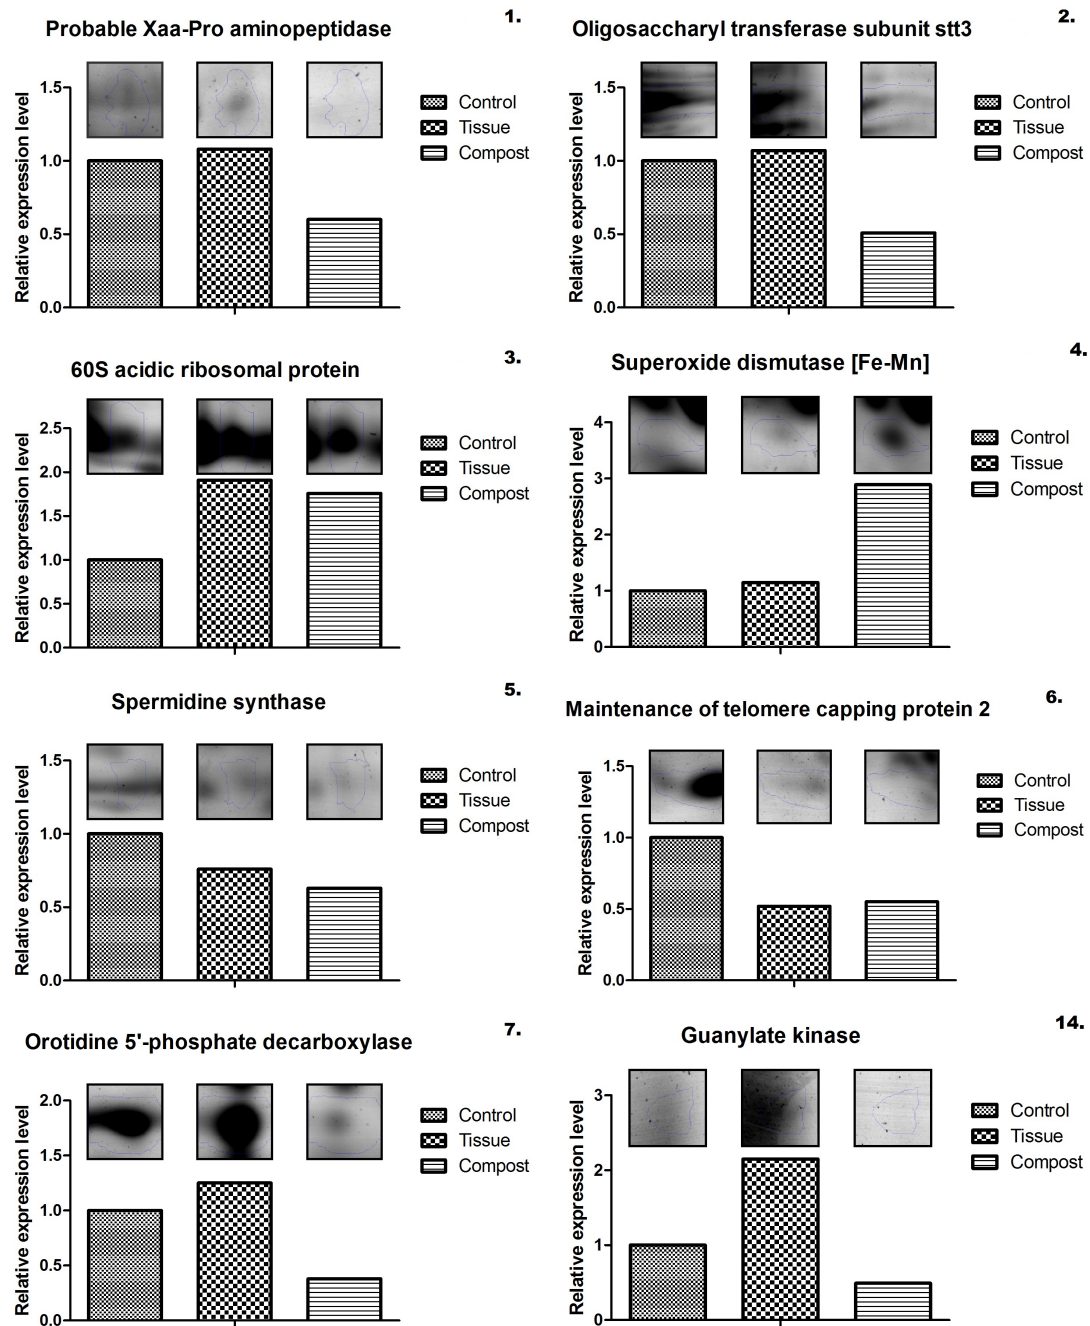 1.
Probable Xaa-Pro aminopeptidase
Relative expression level
1.5
1.0
0.5
0.0
Control
Tissue
Compost
2.
Oligosaccharyl transferase subunit stt3
Relative expression level
1.5
1.0
0.5
0.0
Control
Tissue
Compost
3.
60S acidic ribosomal protein
Relative expression level
2.5
2.0
1.5
1.0
0.5
0.0
Control
Tissue
Compost
4.
Superoxide dismutase [Fe-Mn]
Relative expression level
4
3
2
1
0
Control
Tissue
Compost
5.
Spermidine synthase
Relative expression level
1.5
1.0
0.5
0.0
Control
Tissue
Compost
6.
Maintenance of telomere capping protein 2
Relative expression level
1.5
1.0
0.5
0.0
Control
Tissue
Compost
7.
Orotidine 5'-phosphate decarboxylase
Relative expression level
2.0
1.5
1.0
0.5
0.0
Control
Tissue
Compost
14.
Guanylate kinase
Relative expression level
3
2
1
0
Control
Tissue
Compost